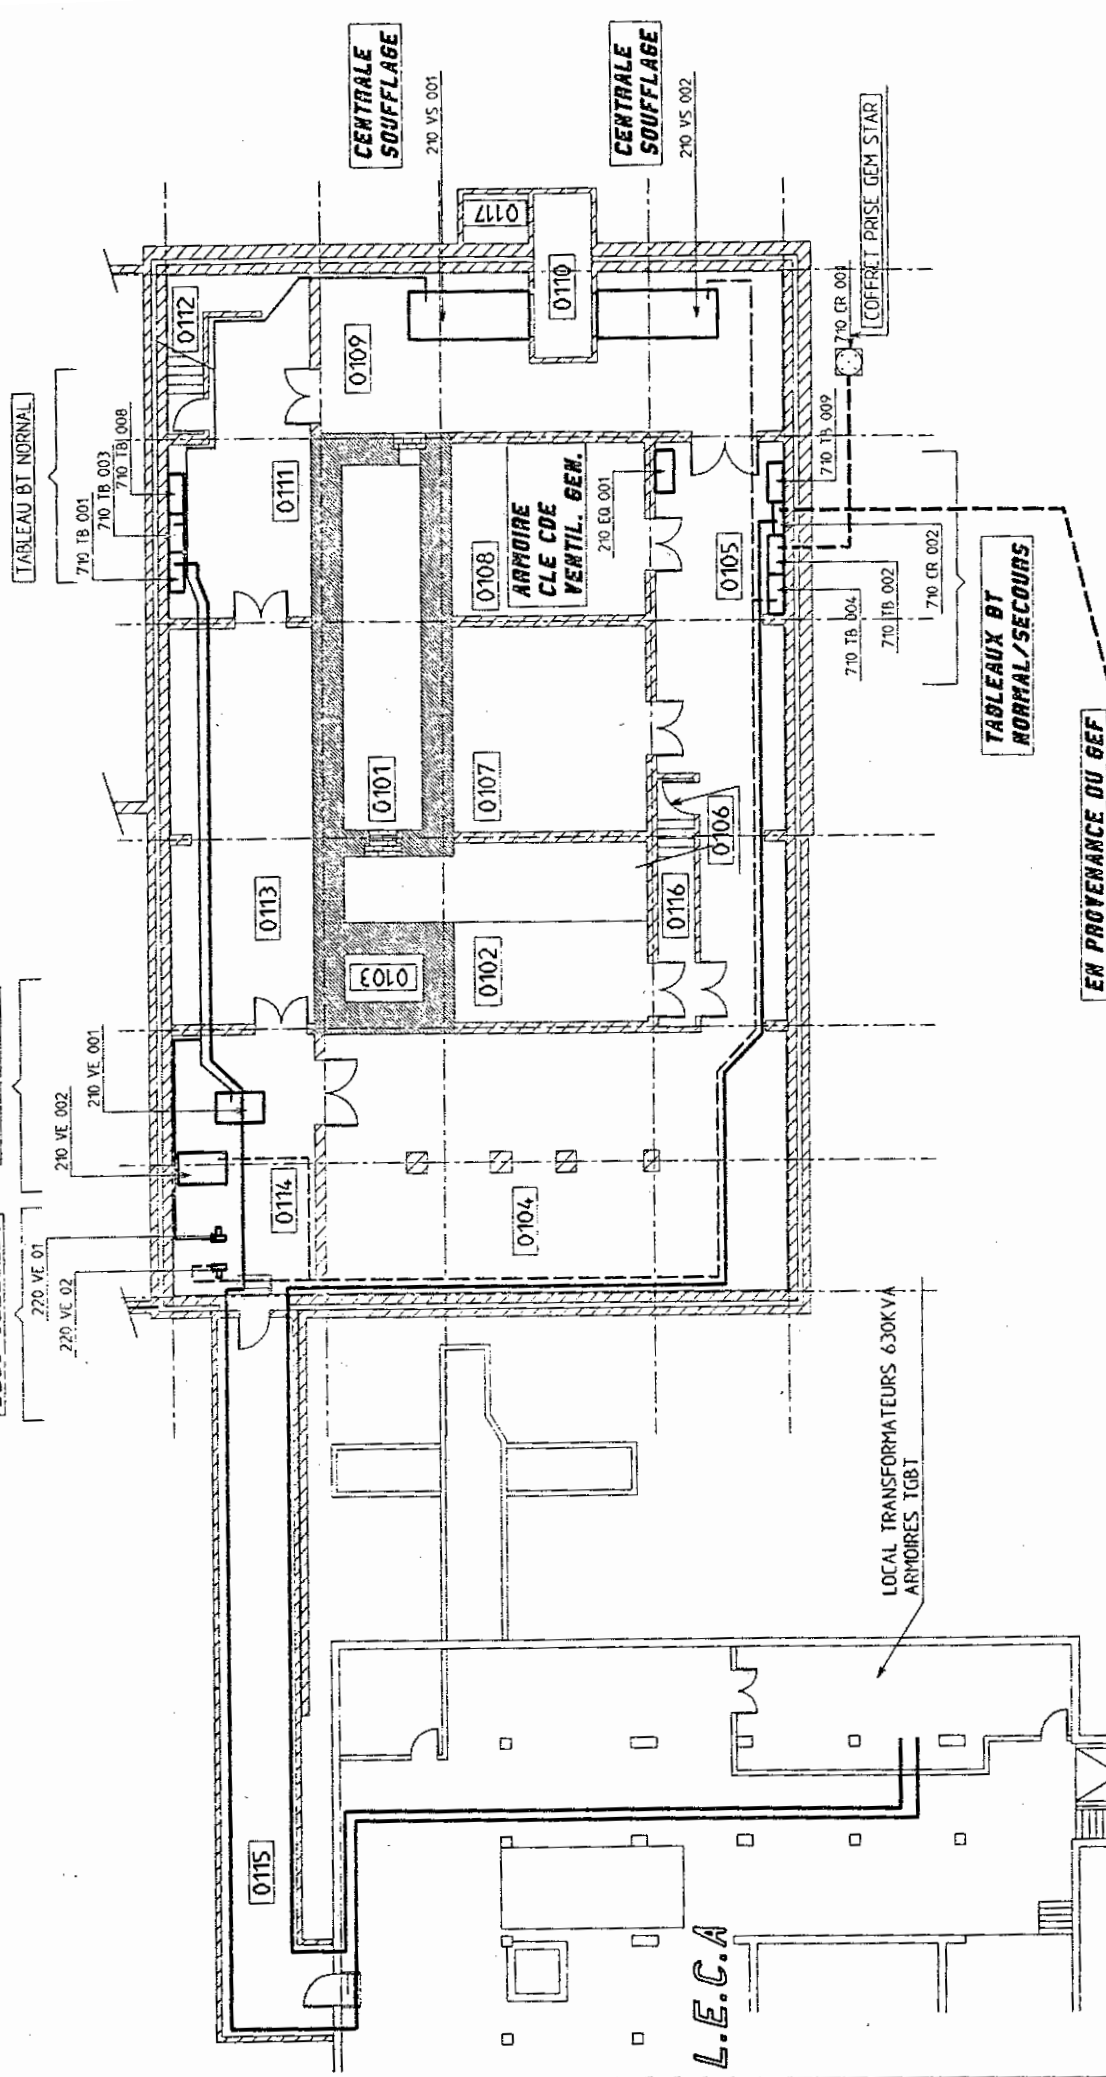 CENTRALE
SOUFFLAGE
210 VS 001
CENTRALE
SOUFFLAGE
210 VS 002
COFFRET PRISE GEM STAR
710 CR 001
0117
0110
0112
0109
TABLEAU BT NORNAL
710 TB 001
710 TB 003
710 TB 008
0111
0108
ARMOIRE
CLE CDE
VENTIL. GEN.
210 EQ 001
0105
710 TB 009
710 CR 002
710 TB 002
710 TB 004
TABLEAUX BT
NORMAL/SECOURS
EN PROVENANCE DU GEF
0101
0107
0106
0116
0113
0103
0102
210 VE 001
210 VE 002
220 VE 01
220 VE 02
0114
0104
LOCAL TRANSFORMATEURS 630KVA
ARMOIRES TGBT
0115
L.E.C.A